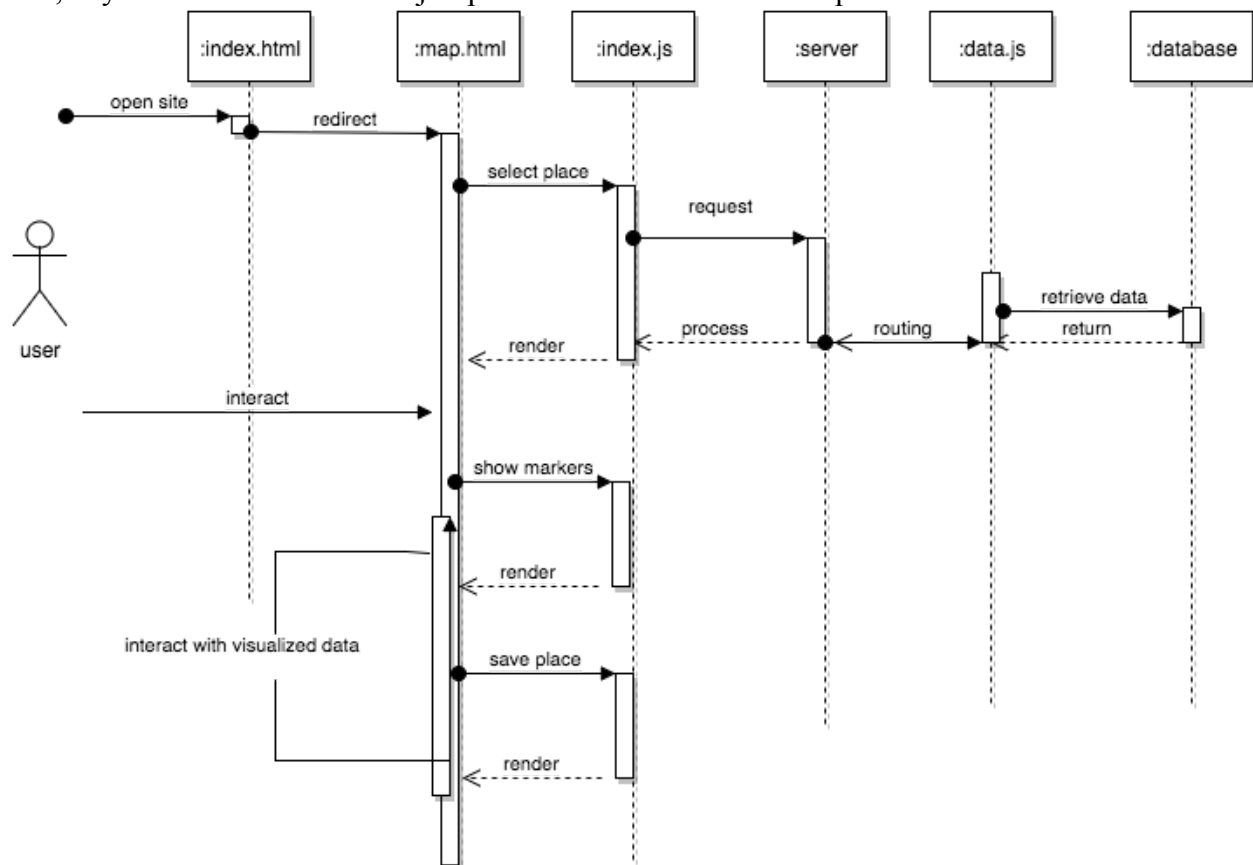 :index.html
:map.html
:index.js
:server
:data.js
:database
open site
redirect
select place
request
retrieve data
process
routing
return
render
user
interact
show markers
render
interact with visualized data
save place
render